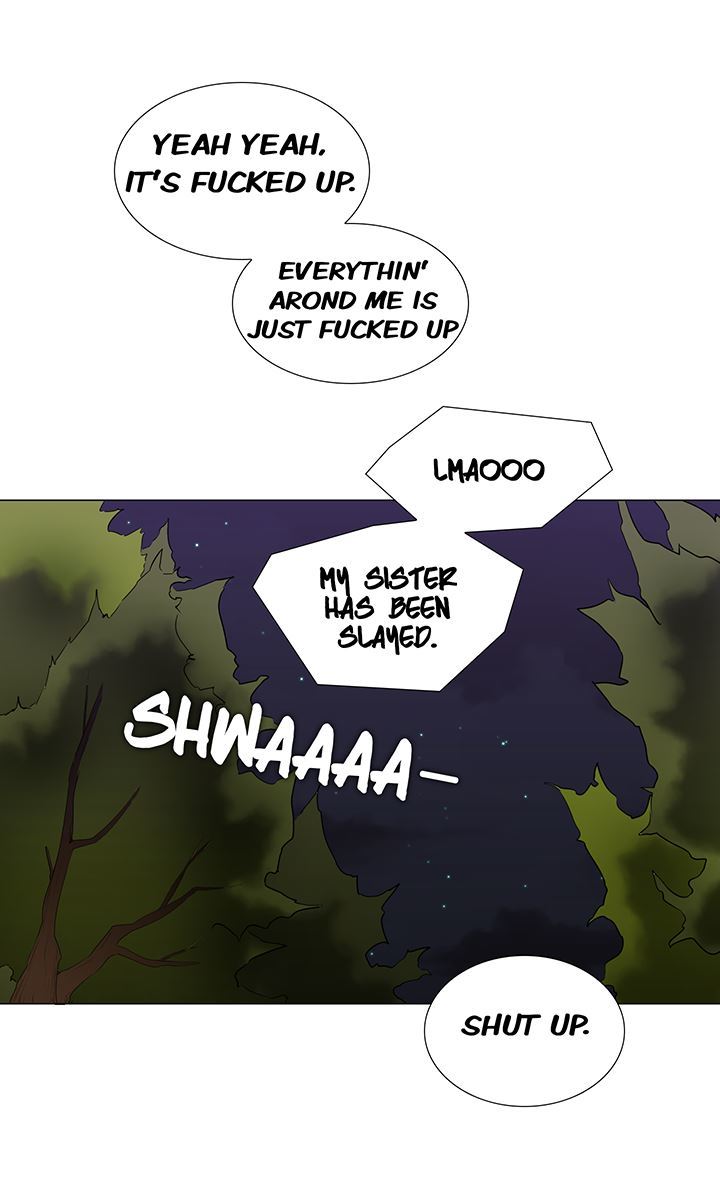 YEAH YEAH,
IT'S FUCKED UP.
EVERYTHIN'
AROND ME IS
JUST FUCKED UP
LMAOOO
MY SISTER
HAS BEEN
SLAYED.
SHWAAAA-
SHUT UP.